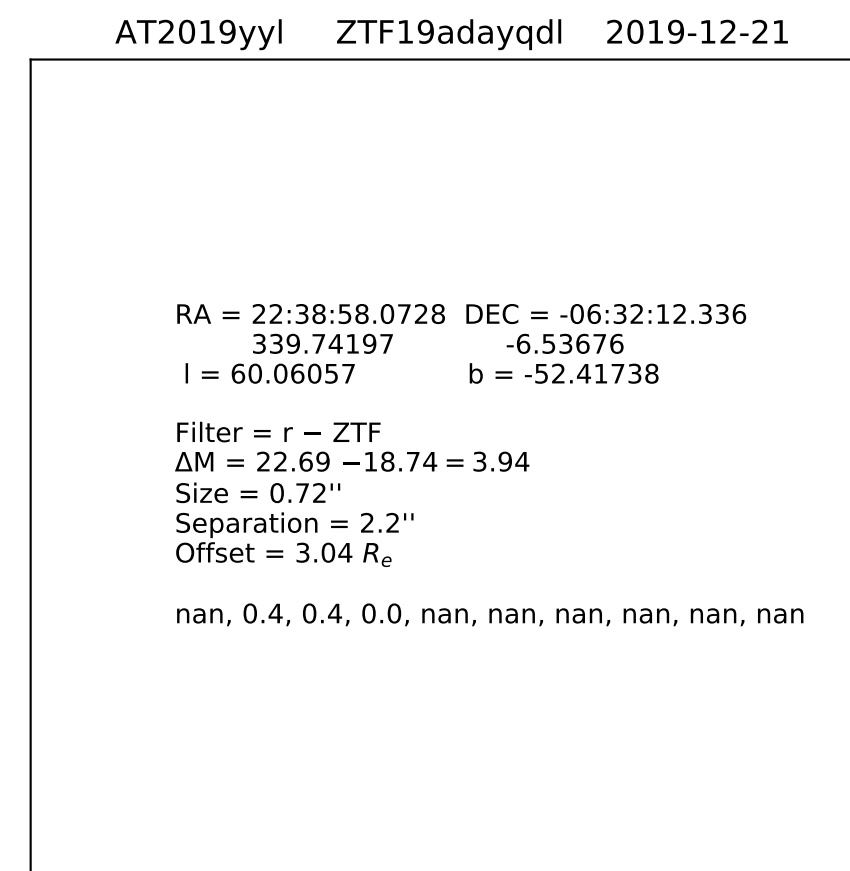 AT2019yyl ZTF19adayqdl 2019-12-21
RA = 22:38:58.0728 DEC = -06:32:12.336
339.74197 -6.53676
l = 60.06057 b = -52.41738
Filter = r − ZTF
ΔM = 22.69 −18.74 = 3.94
Size = 0.72''
Separation = 2.2''
Offset = 3.04 Re
nan, 0.4, 0.4, 0.0, nan, nan, nan, nan, nan, nan